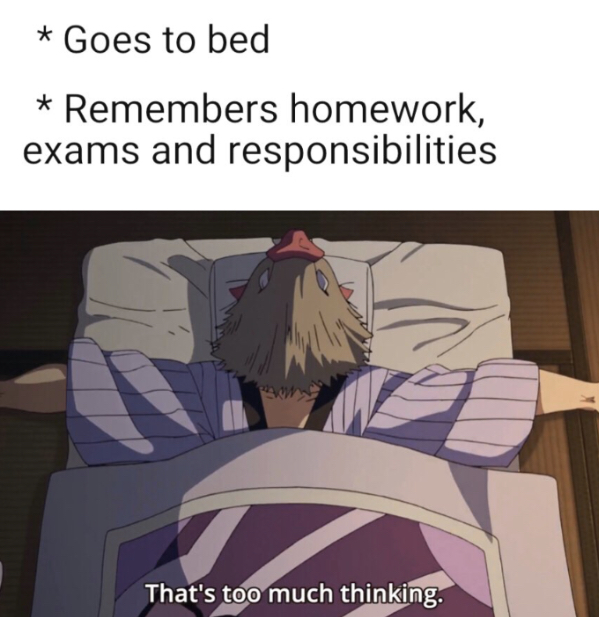 * Goes to bed
* Remembers homework,
exams and responsibilities
That's too much thinking.